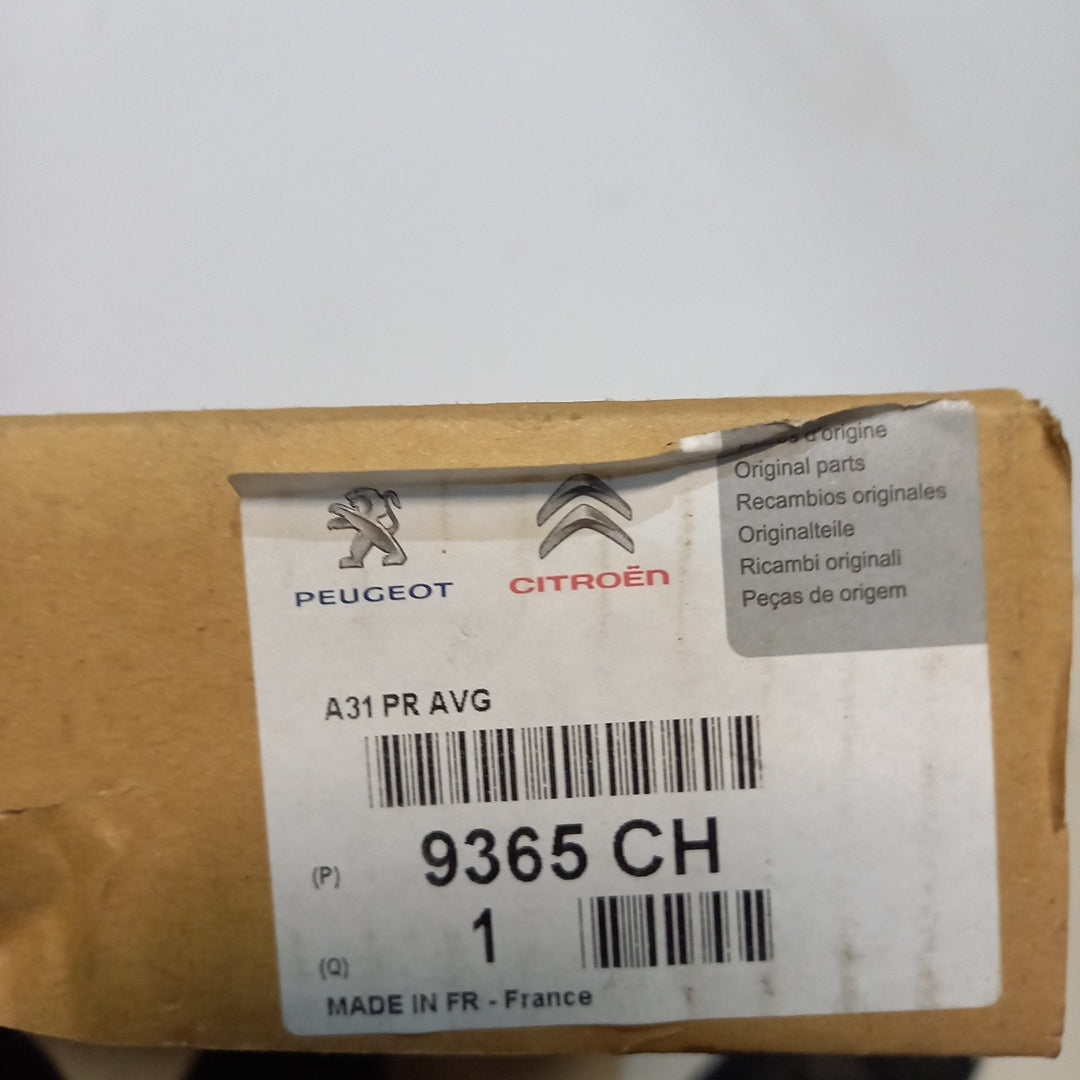 d'origine
Original parts
Recambios originales
Originalteile
Ricambi originali
Peças de origem
PEUGEOT
CITROËN
A31 PR AVG
(P) 9365 CH
(Q) 1
MADE IN FR - France